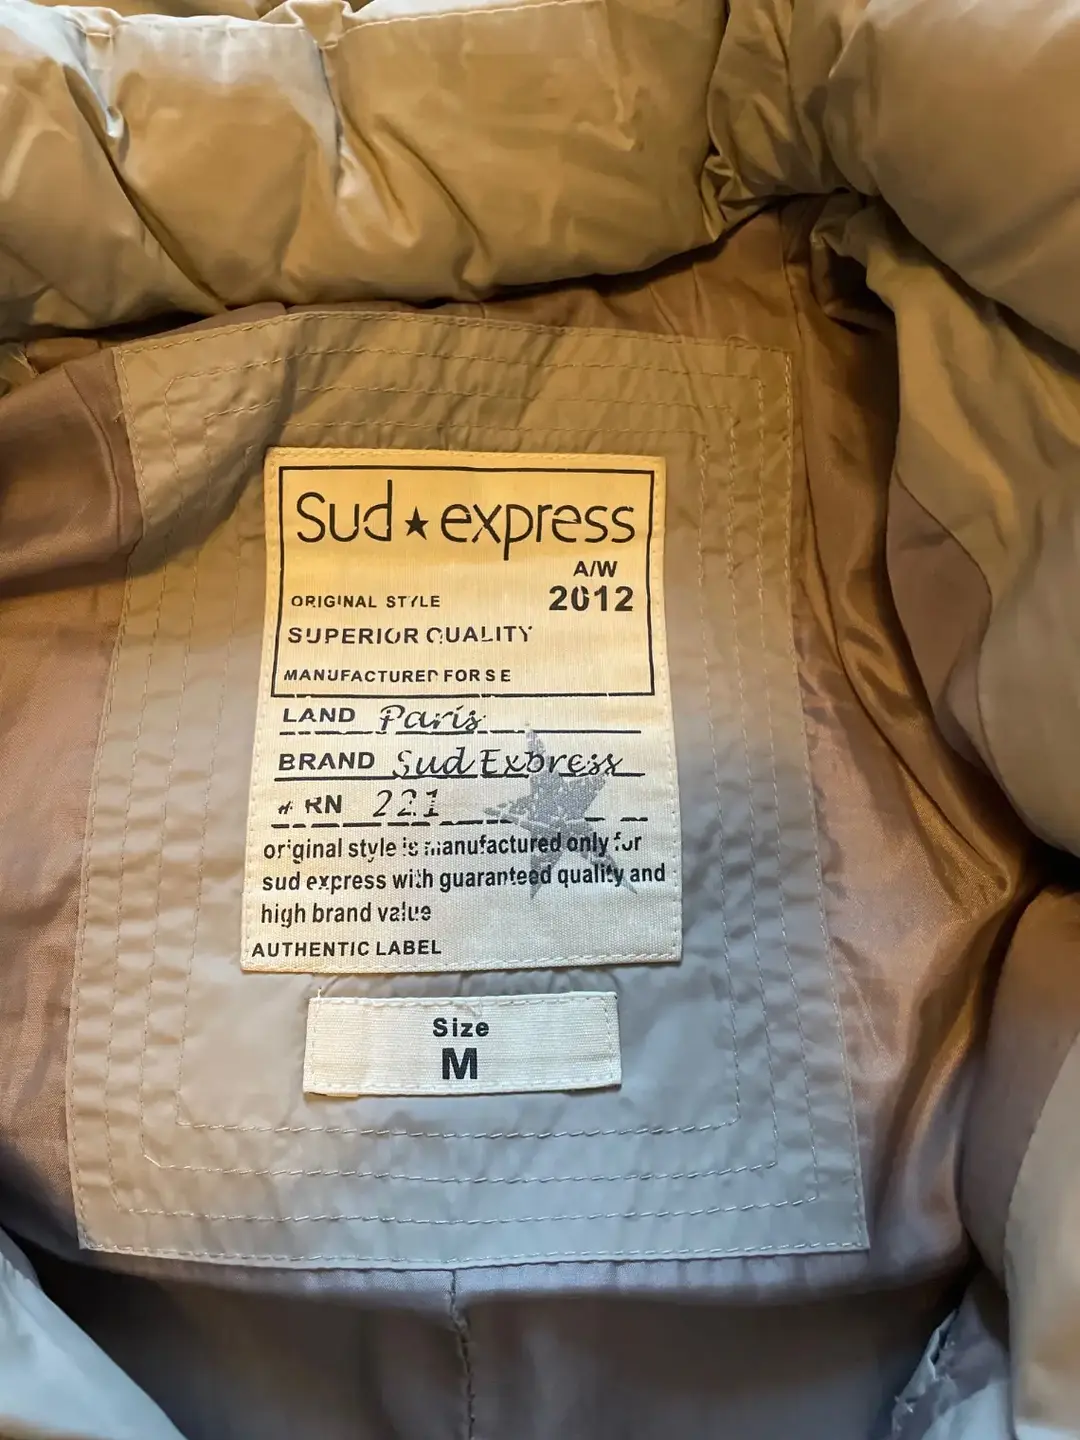 Sud★express
A/W
ORIGINAL STYLE 2012
SUPERIOR QUALITY
MANUFACTURED FOR S E
LAND Paris
BRAND Sud Express
# RN 221
original style is manufactured only for
sud express with guaranteed quality and
high brand value
AUTHENTIC LABEL
Size
M